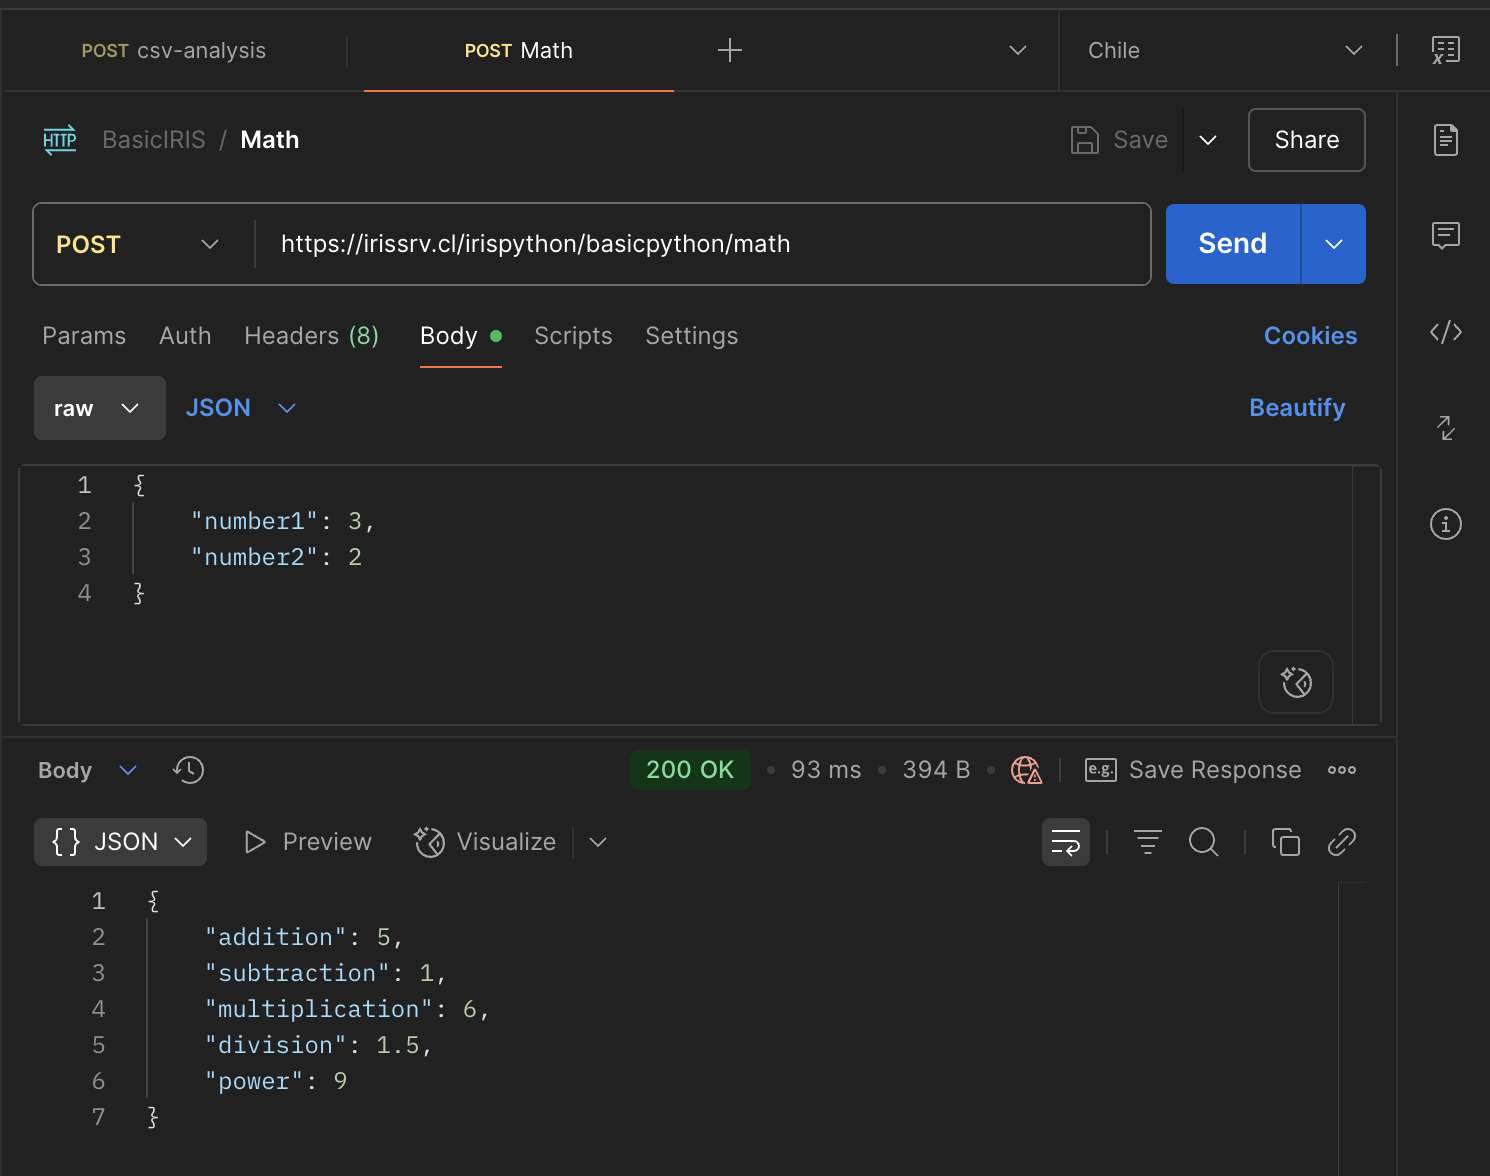 POST csv-analysis POST Math Chile
HTTP BasicIRIS / Math Save Share
POST https://irissrv.cl/irispython/basicpython/math Send
Params Auth Headers (8) Body Scripts Settings Cookies
raw JSON Beautify
1 {
2 "number1": 3,
3 "number2": 2
4 }
Body 200 OK 93 ms 394 B e.g. Save Response
{} JSON Preview Visualize
1 {
2 "addition": 5,
3 "subtraction": 1,
4 "multiplication": 6,
5 "division": 1.5,
6 "power": 9
7 }